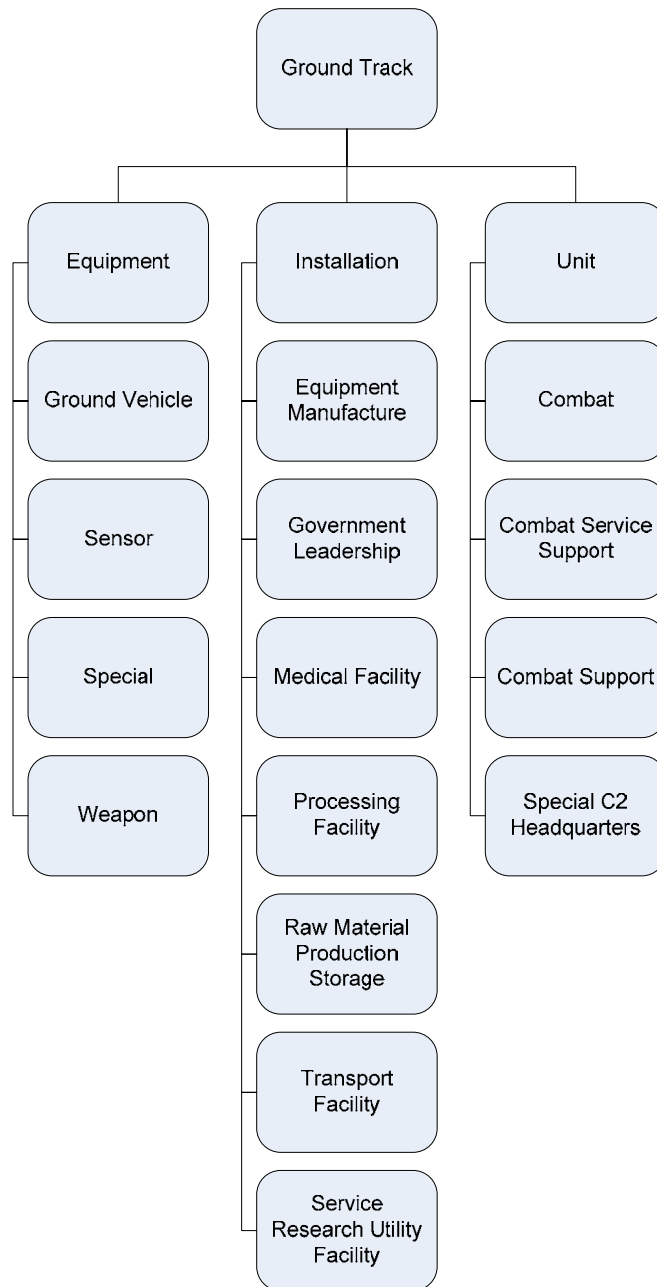 Ground Track
Equipment
Installation
Unit
Ground Vehicle
Equipment
Manufacture
Combat
Sensor
Government
Leadership
Combat Service
Support
Special
Medical Facility
Combat Support
Weapon
Processing
Facility
Special C2
Headquarters
Raw Material
Production
Storage
Transport
Facility
Service
Research Utility
Facility